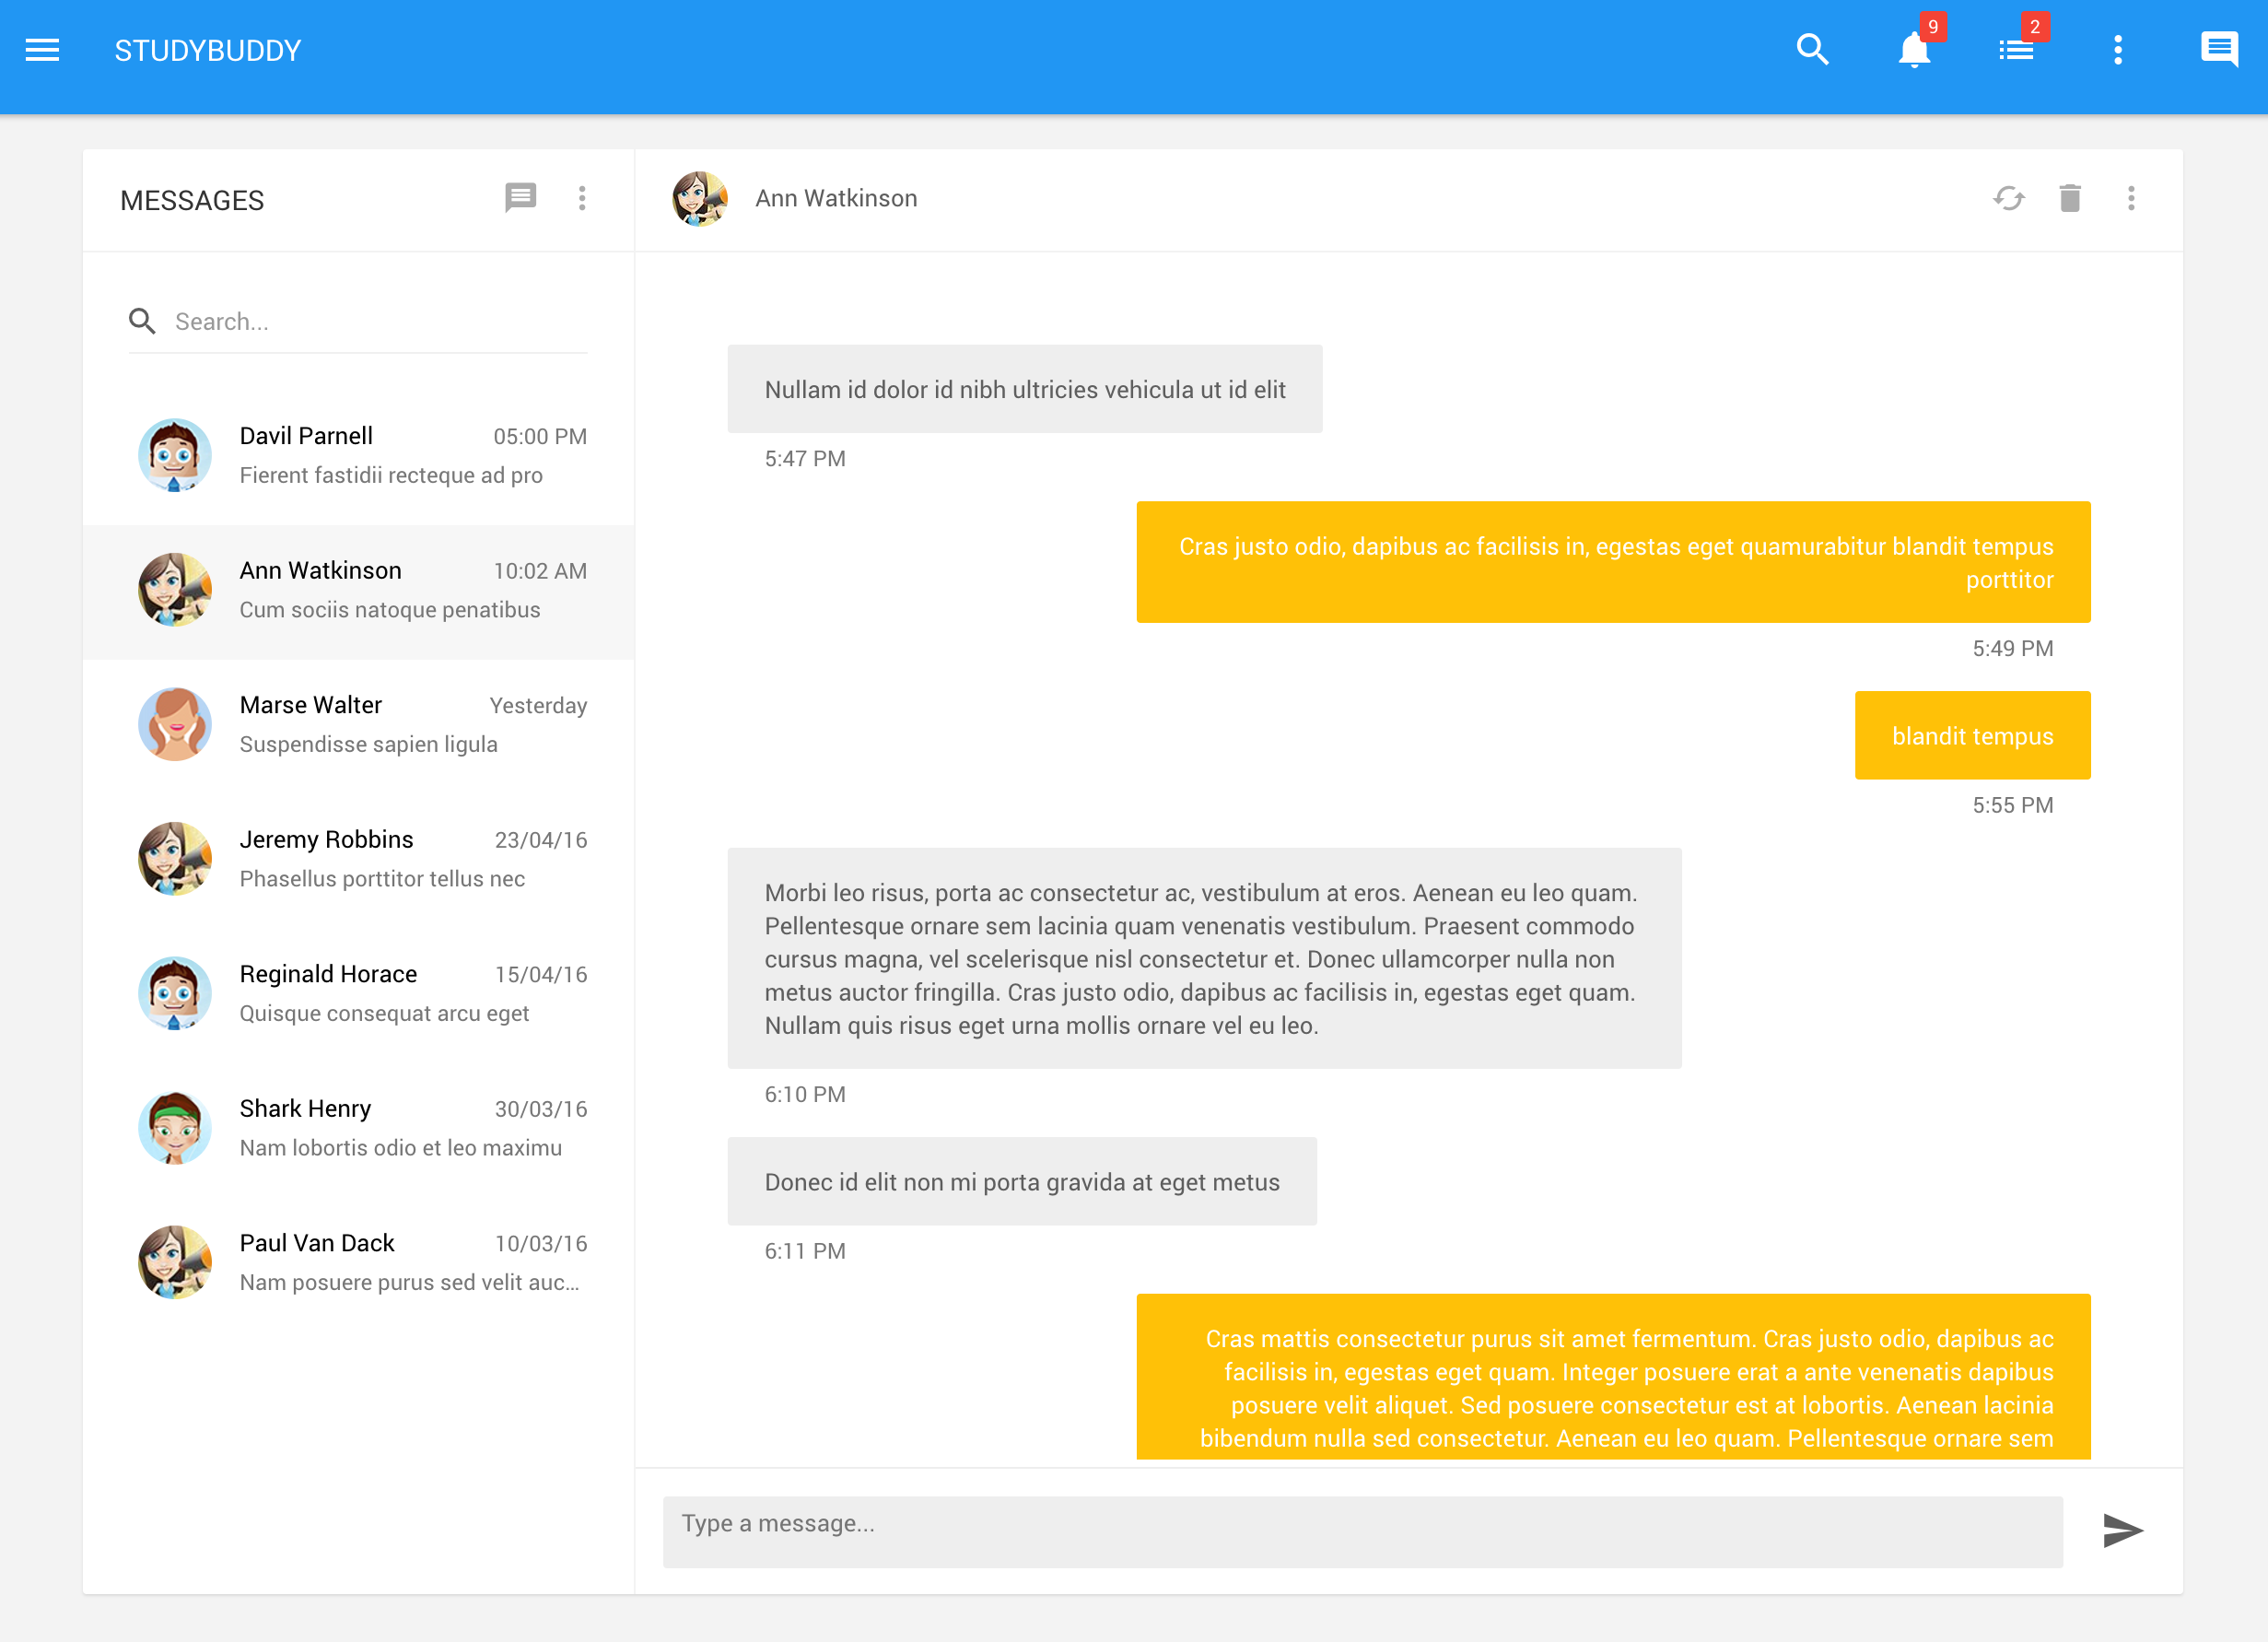 STUDYBUDDY
9
2
MESSAGES
Search...
Davil Parnell 05:00 PM
Fierent fastidii recteque ad pro
Ann Watkinson 10:02 AM
Cum sociis natoque penatibus
Marse Walter Yesterday
Suspendisse sapien ligula
Jeremy Robbins 23/04/16
Phasellus porttitor tellus nec
Reginald Horace 15/04/16
Quisque consequat arcu eget
Shark Henry 30/03/16
Nam lobortis odio et leo maximu
Paul Van Dack 10/03/16
Nam posuere purus sed velit auc...
Ann Watkinson
Nullam id dolor id nibh ultricies vehicula ut id elit
5:47 PM
Cras justo odio, dapibus ac facilisis in, egestas eget quamurabitur blandit tempus
porttitor
5:49 PM
blandit tempus
5:55 PM
Morbi leo risus, porta ac consectetur ac, vestibulum at eros. Aenean eu leo quam.
Pellentesque ornare sem lacinia quam venenatis vestibulum. Praesent commodo
cursus magna, vel scelerisque nisl consectetur et. Donec ullamcorper nulla non
metus auctor fringilla. Cras justo odio, dapibus ac facilisis in, egestas eget quam.
Nullam quis risus eget urna mollis ornare vel eu leo.
6:10 PM
Donec id elit non mi porta gravida at eget metus
6:11 PM
Cras mattis consectetur purus sit amet fermentum. Cras justo odio, dapibus ac
facilisis in, egestas eget quam. Integer posuere erat a ante venenatis dapibus
posuere velit aliquet. Sed posuere consectetur est at lobortis. Aenean lacinia
bibendum nulla sed consectetur. Aenean eu leo quam. Pellentesque ornare sem
Type a message...